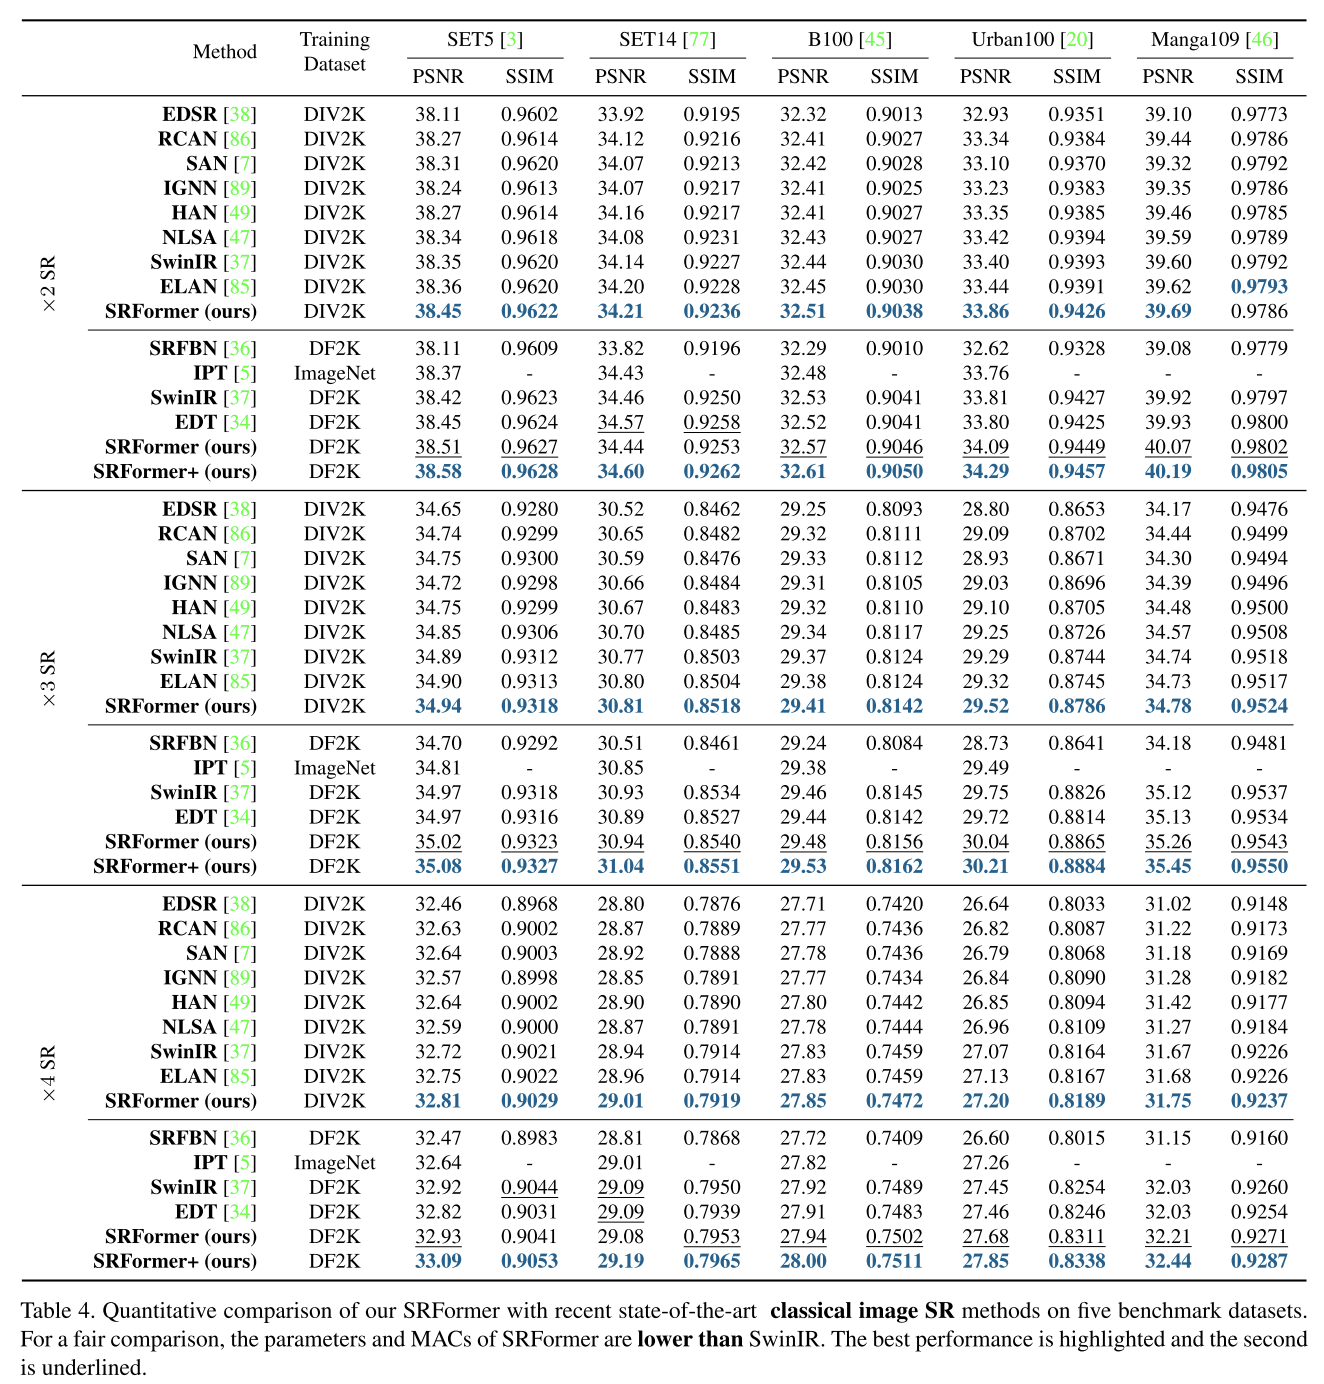 Method Training Dataset SET5 [3] SET14 [77] B100 [45] Urban100 [20] Manga109 [46]
PSNR SSIM PSNR SSIM PSNR SSIM PSNR SSIM PSNR SSIM
×2 SR
EDSR [38] DIV2K 38.11 0.9602 33.92 0.9195 32.32 0.9013 32.93 0.9351 39.10 0.9773
RCAN [86] DIV2K 38.27 0.9614 34.12 0.9216 32.41 0.9027 33.34 0.9384 39.44 0.9786
SAN [7] DIV2K 38.31 0.9620 34.07 0.9213 32.42 0.9028 33.10 0.9370 39.32 0.9792
IGNN [89] DIV2K 38.24 0.9613 34.07 0.9217 32.41 0.9025 33.23 0.9383 39.35 0.9786
HAN [49] DIV2K 38.27 0.9614 34.16 0.9217 32.41 0.9027 33.35 0.9385 39.46 0.9785
NLSA [47] DIV2K 38.34 0.9618 34.08 0.9231 32.43 0.9027 33.42 0.9394 39.59 0.9789
SwinIR [37] DIV2K 38.35 0.9620 34.14 0.9227 32.44 0.9030 33.40 0.9393 39.60 0.9792
ELAN [85] DIV2K 38.36 0.9620 34.20 0.9228 32.45 0.9030 33.44 0.9391 39.62 0.9793
SRFormer (ours) DIV2K 38.45 0.9622 34.21 0.9236 32.51 0.9038 33.86 0.9426 39.69 0.9786
SRFBN [36] DF2K 38.11 0.9609 33.82 0.9196 32.29 0.9010 32.62 0.9328 39.08 0.9779
IPT [5] ImageNet 38.37 - 34.43 - 32.48 - 33.76 - - -
SwinIR [37] DF2K 38.42 0.9623 34.46 0.9250 32.53 0.9041 33.81 0.9427 39.92 0.9797
EDT [34] DF2K 38.45 0.9624 34.57 0.9258 32.52 0.9041 33.80 0.9425 39.93 0.9800
SRFormer (ours) DF2K 38.51 0.9627 34.44 0.9253 32.57 0.9046 34.09 0.9449 40.07 0.9802
SRFormer+ (ours) DF2K 38.58 0.9628 34.60 0.9262 32.61 0.9050 34.29 0.9457 40.19 0.9805
×3 SR
EDSR [38] DIV2K 34.65 0.9280 30.52 0.8462 29.25 0.8093 28.80 0.8653 34.17 0.9476
RCAN [86] DIV2K 34.74 0.9299 30.65 0.8482 29.32 0.8111 29.09 0.8702 34.44 0.9499
SAN [7] DIV2K 34.75 0.9300 30.59 0.8476 29.33 0.8112 28.93 0.8671 34.30 0.9494
IGNN [89] DIV2K 34.72 0.9298 30.66 0.8484 29.31 0.8105 29.03 0.8696 34.39 0.9496
HAN [49] DIV2K 34.75 0.9299 30.67 0.8483 29.32 0.8110 29.10 0.8705 34.48 0.9500
NLSA [47] DIV2K 34.85 0.9306 30.70 0.8485 29.34 0.8117 29.25 0.8726 34.57 0.9508
SwinIR [37] DIV2K 34.89 0.9312 30.77 0.8503 29.37 0.8124 29.29 0.8744 34.74 0.9518
ELAN [85] DIV2K 34.90 0.9313 30.80 0.8504 29.38 0.8124 29.32 0.8745 34.73 0.9517
SRFormer (ours) DIV2K 34.94 0.9318 30.81 0.8518 29.41 0.8142 29.52 0.8786 34.78 0.9524
SRFBN [36] DF2K 34.70 0.9292 30.51 0.8461 29.24 0.8084 28.73 0.8641 34.18 0.9481
IPT [5] ImageNet 34.81 - 30.85 - 29.38 - 29.49 - - -
SwinIR [37] DF2K 34.97 0.9318 30.93 0.8534 29.46 0.8145 29.75 0.8826 35.12 0.9537
EDT [34] DF2K 34.97 0.9316 30.89 0.8527 29.44 0.8142 29.72 0.8814 35.13 0.9534
SRFormer (ours) DF2K 35.02 0.9323 30.94 0.8540 29.48 0.8156 30.04 0.8865 35.26 0.9543
SRFormer+ (ours) DF2K 35.08 0.9327 31.04 0.8551 29.53 0.8162 30.21 0.8884 35.45 0.9550
×4 SR
EDSR [38] DIV2K 32.46 0.8968 28.80 0.7876 27.71 0.7420 26.64 0.8033 31.02 0.9148
RCAN [86] DIV2K 32.63 0.9002 28.87 0.7889 27.77 0.7436 26.82 0.8087 31.22 0.9173
SAN [7] DIV2K 32.64 0.9003 28.92 0.7888 27.78 0.7436 26.79 0.8068 31.18 0.9169
IGNN [89] DIV2K 32.57 0.8998 28.85 0.7891 27.77 0.7434 26.84 0.8090 31.28 0.9182
HAN [49] DIV2K 32.64 0.9002 28.90 0.7890 27.80 0.7442 26.85 0.8094 31.42 0.9177
NLSA [47] DIV2K 32.59 0.9000 28.87 0.7891 27.78 0.7444 26.96 0.8109 31.27 0.9184
SwinIR [37] DIV2K 32.72 0.9021 28.94 0.7914 27.83 0.7459 27.07 0.8164 31.67 0.9226
ELAN [85] DIV2K 32.75 0.9022 28.96 0.7914 27.83 0.7459 27.13 0.8167 31.68 0.9226
SRFormer (ours) DIV2K 32.81 0.9029 29.01 0.7919 27.85 0.7472 27.20 0.8189 31.75 0.9237
SRFBN [36] DF2K 32.47 0.8983 28.81 0.7868 27.72 0.7409 26.60 0.8015 31.15 0.9160
IPT [5] ImageNet 32.64 - 29.01 - 27.82 - 27.26 - - -
SwinIR [37] DF2K 32.92 0.9044 29.09 0.7950 27.92 0.7489 27.45 0.8254 32.03 0.9260
EDT [34] DF2K 32.82 0.9031 29.09 0.7939 27.91 0.7483 27.46 0.8246 32.03 0.9254
SRFormer (ours) DF2K 32.93 0.9041 29.08 0.7953 27.94 0.7502 27.68 0.8311 32.21 0.9271
SRFormer+ (ours) DF2K 33.09 0.9053 29.19 0.7965 28.00 0.7511 27.85 0.8338 32.44 0.9287
Table 4. Quantitative comparison of our SRFormer with recent state-of-the-art classical image SR methods on five benchmark datasets.
For a fair comparison, the parameters and MACs of SRFormer are lower than SwinIR. The best performance is highlighted and the second
is underlined.